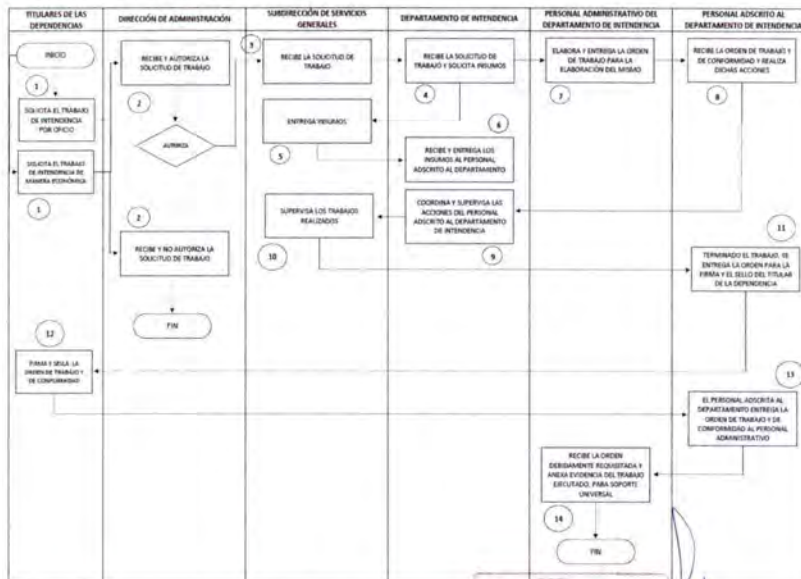 TITULARES DE LAS
DEPENDENCIAS
DIRECCIÓN DE ADMINISTRACIÓN
SUBDIRECCIÓN DE SERVICIOS
GENERALES
DEPARTAMENTO DE INTENDENCIA
PERSONAL ADMINISTRATIVO DEL
DEPARTAMENTO DE INTENDENCIA
PERSONAL ADSCRITO AL
DEPARTAMENTO DE INTENDENCIA
INICIO
1
SOLICITA EL TRABAJO
DE INTENDENCIA
POR OFICIO
SOLICITA EL TRABAJO
DE INTENDENCIA DE
MANERA ECONÓMICA
1
RECIBE Y AUTORIZA LA
SOLICITUD DE TRABAJO
2
AUTORIZA
2
RECIBE Y NO AUTORIZA LA
SOLICITUD DE TRABAJO
FIN
3
RECIBE LA SOLICITUD DE
TRABAJO
RECIBE LA SOLICITUD DE
TRABAJO Y SOLICITA INSUMOS
4
ENTREGA INSUMOS
5
6
RECIBE Y ENTREGA LOS
INSUMOS AL PERSONAL
ADSCRITO AL DEPARTAMENTO
ELABORA Y ENTREGA LA ORDEN
DE TRABAJO PARA LA
ELABORACIÓN DEL MISMO
7
RECIBE LA ORDEN DE TRABAJO Y
DE CONFORMIDAD Y REALIZA
DICHAS ACCIONES
8
COORDINA Y SUPERVISA LAS
ACCIONES DEL PERSONAL
ADSCRITO AL DEPARTAMENTO
DE INTENDENCIA
9
SUPERVISA LOS TRABAJOS
REALIZADOS
10
11
TERMINADO EL TRABAJO, SE
ENTREGA LA ORDEN PARA LA
FIRMA Y EL SELLO DEL TITULAR
DE LA DEPENDENCIA
12
FIRMA Y SELLA LA
ORDEN DE TRABAJO Y
DE CONFORMIDAD
13
EL PERSONAL ADSCRITO AL
DEPARTAMENTO ENTREGA LA
ORDEN DE TRABAJO Y DE
CONFORMIDAD AL PERSONAL
ADMINISTRATIVO
RECIBE LA ORDEN
DEBIDAMENTE REQUISITADA Y
ANEXA EVIDENCIA DEL TRABAJO
EJECUTADO, PARA SOPORTE
UNIVERSAL
14
FIN